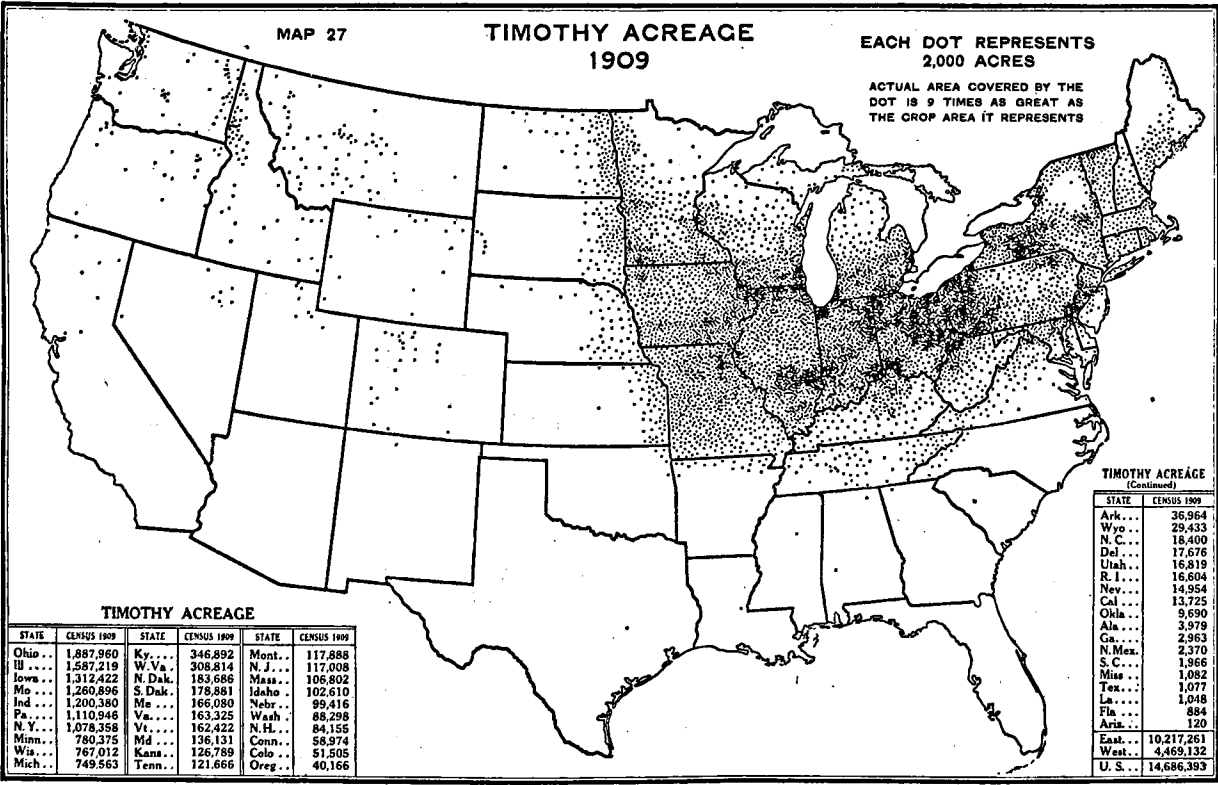 MAP 27
TIMOTHY ACREAGE
1909
EACH DOT REPRESENTS
2,000 ACRES
ACTUAL AREA COVERED BY THE
DOT IS 9 TIMES AS GREAT AS
THE CROP AREA IT REPRESENTS
TIMOTHY ACREAGE
STATE CENSUS 1909 STATE CENSUS 1909 STATE CENSUS 1909
Ohio .. 1,887,960 Ky.... 346,892 Mont.. 117,888
Ill .... 1,587,219 W.Va. 308,814 N.J... 117,008
Iowa.. 1,312,422 N. Dak. 183,686 Mass.. 106,802
Mo ... 1,260,896 S. Dak. 178,881 Idaho . 102,610
Ind ... 1,200,380 Me ... 166,080 Nebr .. 99,416
Pa.... 1,110,946 Va.... 163,325 Wash . 88,298
N.Y... 1,078,358 Vt.... 162,422 N.H... 84,155
Minn.. 780,375 Md ... 136,131 Conn.. 58,974
Wis... 767,012 Kans.. 126,789 Colo .. 51,505
Mich.. 749,563 Tenn.. 121,666 Oreg.. 40,166
TIMOTHY ACREAGE
(Continued)
STATE CENSUS 1909
Ark... 36,964
Wyo .. 29,433
N. C... 18,400
Del ... 17,676
Utah.. 16,819
R. I... 16,604
Nev... 14,954
Cal ... 13,725
Okla.. 9,690
Ala... 3,979
Ga.... 2,963
N.Mex. 2,370
S. C... 1,966
Miss .. 1,082
Tex... 1,077
La.... 1,048
Fla ... 884
Ariz... 120
East... 10,217,261
West.. 4,469,132
U. S... 14,686,393